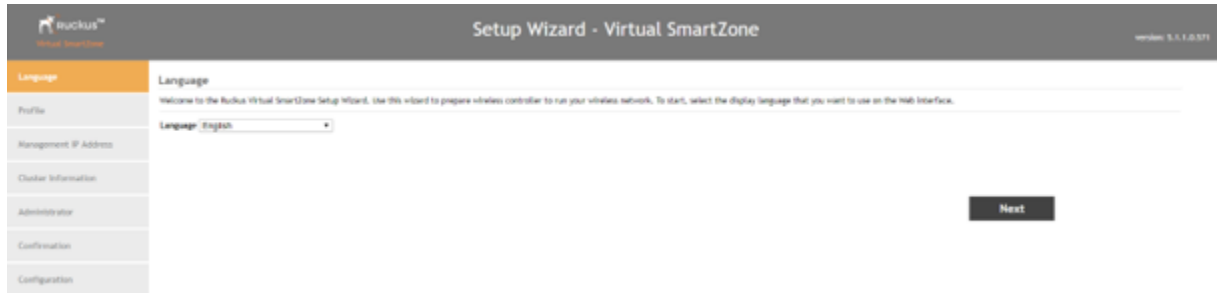 Ruckus™
Virtual SmartZone
Setup Wizard - Virtual SmartZone
version: 5.1.1.0.571
Language
Profile
Management IP Address
Cluster Information
Administrator
Confirmation
Configuration
Language
Welcome to the Ruckus Virtual SmartZone Setup Wizard. Use this wizard to prepare wireless controller to run your wireless network. To start, select the display language that you want to use on the Web Interface.
Language English
Next